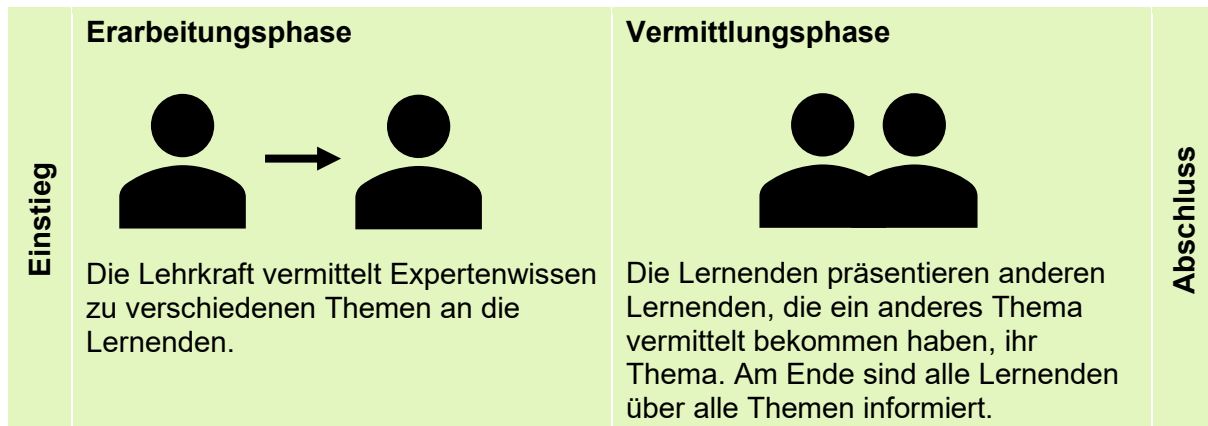 Einstieg
Erarbeitungsphase
Die Lehrkraft vermittelt Expertenwissen
zu verschiedenen Themen an die
Lernenden.
Vermittlungsphase
Die Lernenden präsentieren anderen
Lernenden, die ein anderes Thema
vermittelt bekommen haben, ihr
Thema. Am Ende sind alle Lernenden
über alle Themen informiert.
Abschluss